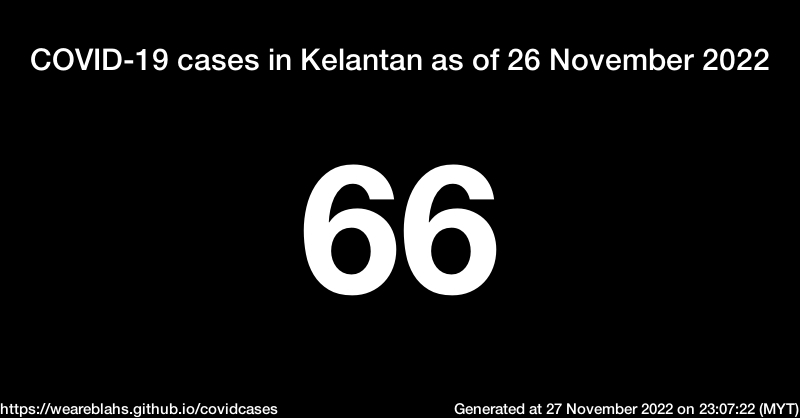 COVID-19 cases in Kelantan as of 26 November 2022
66
https://weareblahs.github.io/covidcases
Generated at 27 November 2022 on 23:07:22 (MYT)